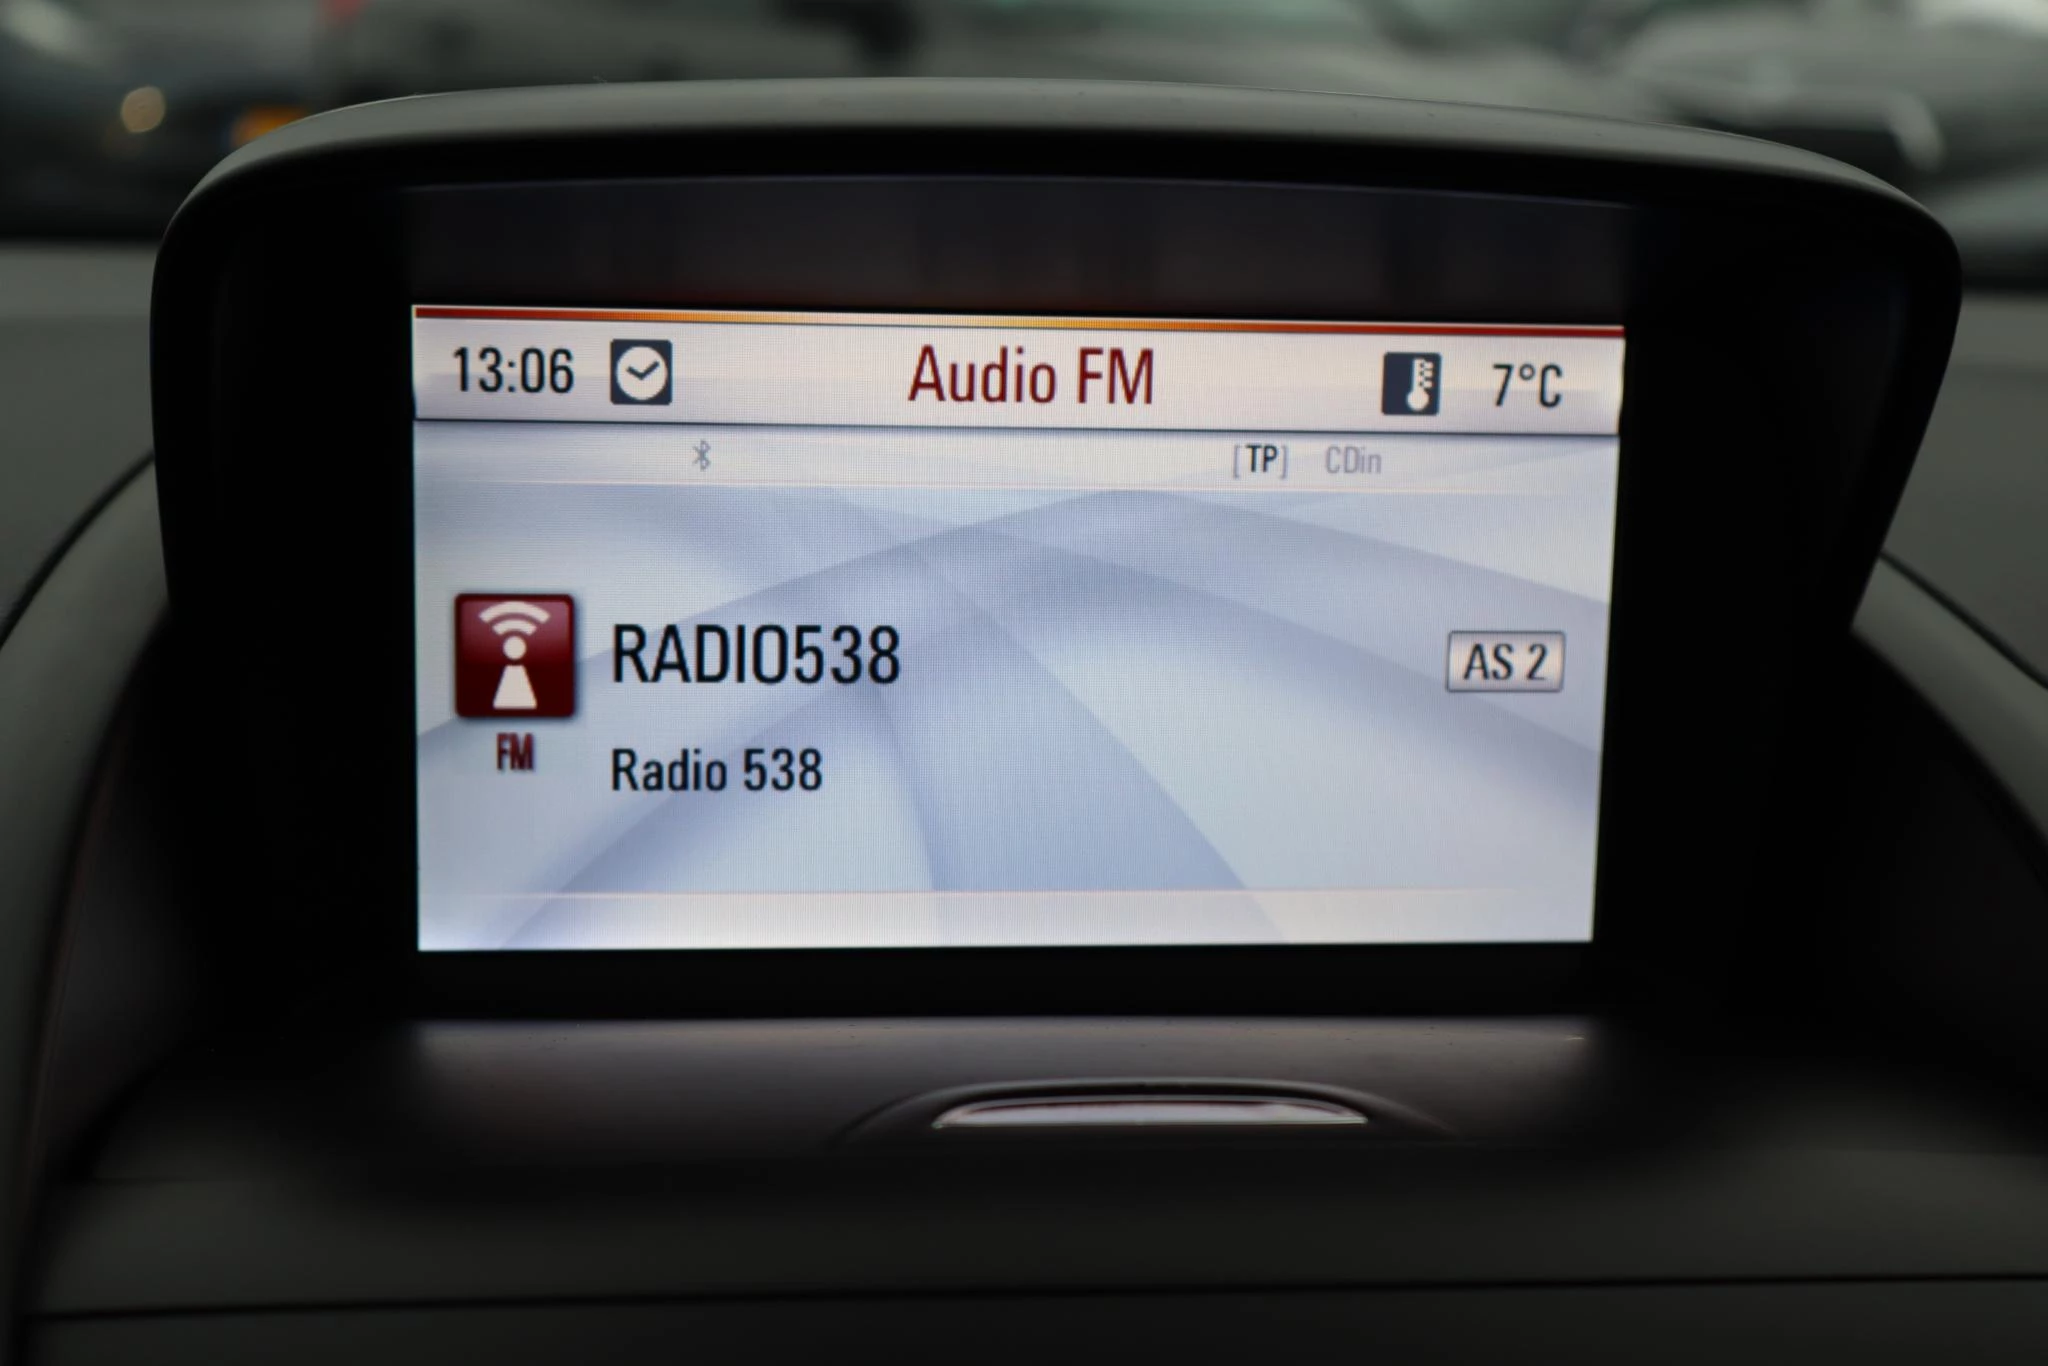 13:06 Audio FM 7°C
[TP] CDin
RADIO538 AS 2
FM Radio 538